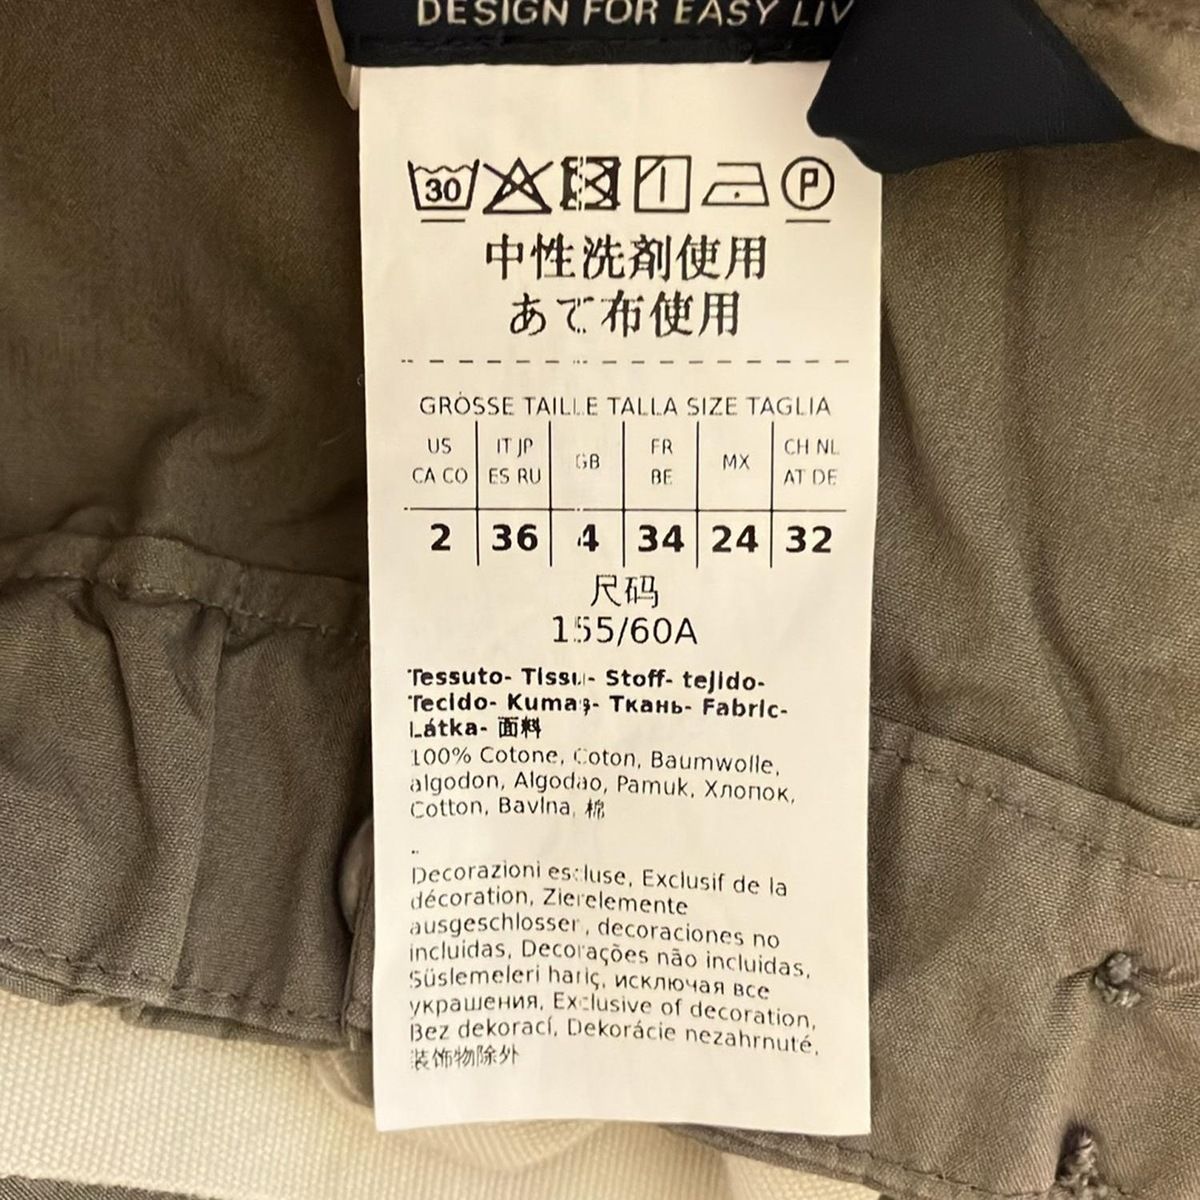 DESIGN FOR EASY LIV
30
P
中性洗剤使用
あて布使用
GRÖSSE TAILLE TALLA SIZE TAGLIA
US IT JP GB FR MX CH NL
CA CO ES RU BE AT DE
2 36 4 34 24 32
尺码
155/60A
Tessuto- Tissu- Stoff- tejido-
Tecido- Kumaş- Ткань- Fabric-
Látka- 面料
100% Cotone, Coton, Baumwolle,
algodon, Algodao, Pamuk, Хлопок,
Cotton, Bavlna, 棉
Decorazioni escluse, Exclusif de la
décoration, Zierelemente
ausgeschlossen, decoraciones no
incluidas, Decorações não incluidas,
Süslemeleri hariç, исключая все
украшения, Exclusive of decoration,
Bez dekorací, Dekorácie nezahrnuté,
装饰物除外